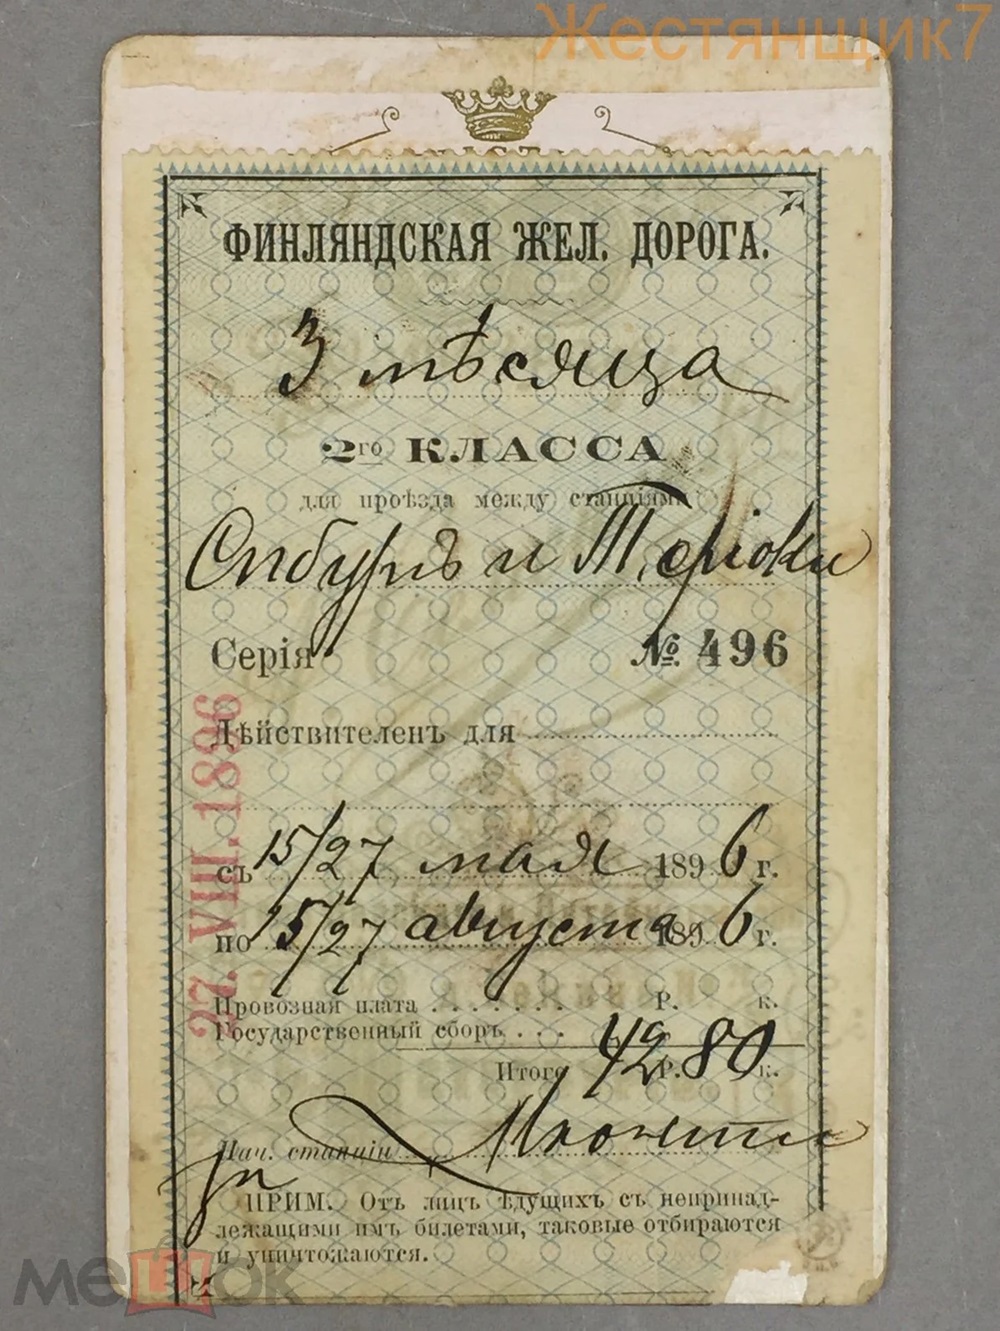 Жестянщик7
ФИНЛЯНДСКАЯ ЖЕЛ. ДОРОГА.
3 мѣсяца
2го КЛАССА
для проѣзда между станціями
Спбургъ и Теріоки
Серія № 496
Дѣйствителенъ для
съ 15/27 мая 1896 г.
по 15/27 августа 1896 г.
27. VIII. 1896
Провозная плата . . . . . . . Р. к.
Государственный сборъ . . .
Итого 42 Р. 80 к.
Нач. станціи
ПРИМ. Отъ лицъ ѣдущихъ съ непринад-
лежащими имъ билетами, таковые отбираются
и уничтожаются.
мешок